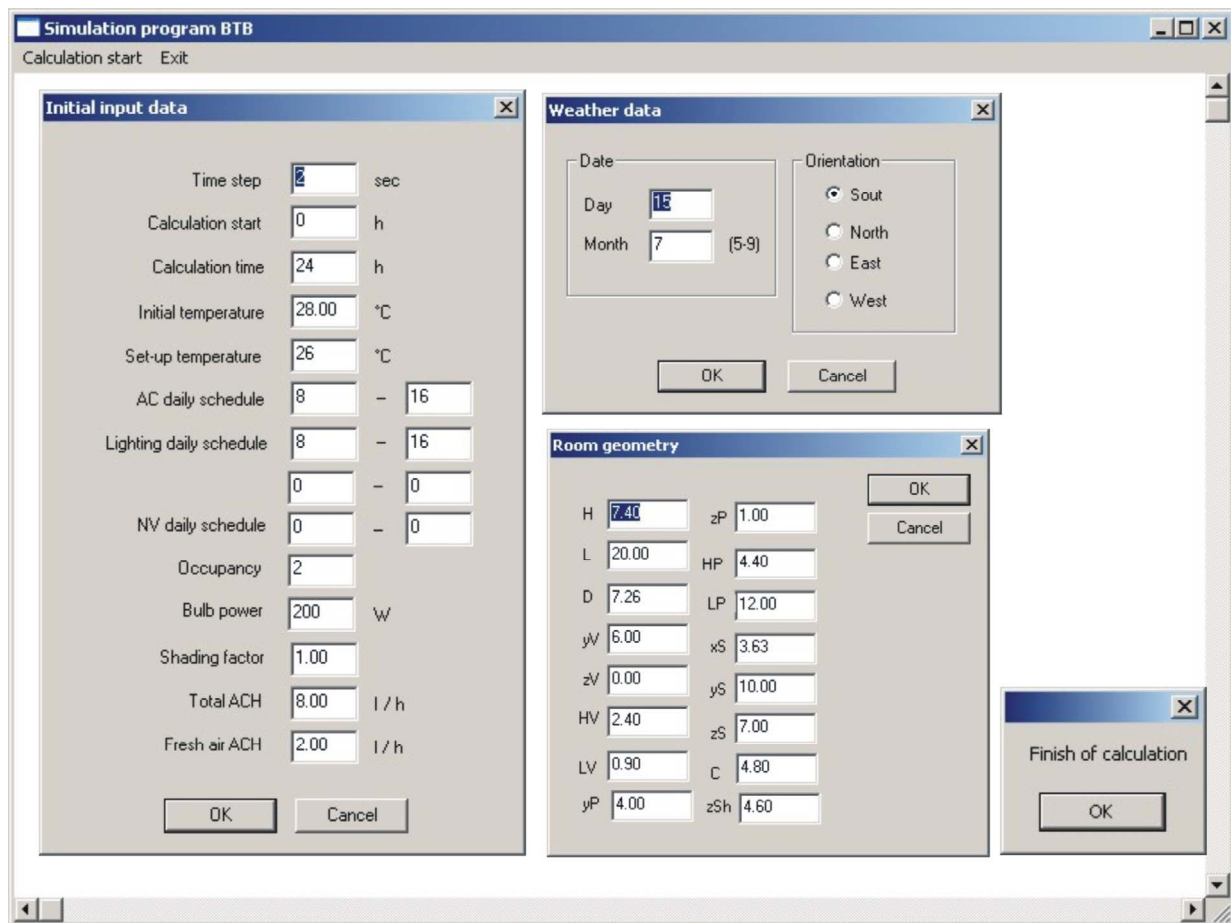 Simulation program BTB
Calculation start Exit
Initial input data
Time step 2 sec
Calculation start 0 h
Calculation time 24 h
Initial temperature 28.00 °C
Set-up temperature 26 °C
AC daily schedule 8 – 16
Lighting daily schedule 8 – 16
0 – 0
NV daily schedule 0 – 0
Occupancy 2
Bulb power 200 W
Shading factor 1.00
Total ACH 8.00 l / h
Fresh air ACH 2.00 l / h
OK Cancel
Weather data
Date
Day 15
Month 7 (5-9)
Orientation
Sout
North
East
West
OK Cancel
Room geometry
H 7.40 zP 1.00
L 20.00 HP 4.40
D 7.26 LP 12.00
yV 6.00 xS 3.63
zV 0.00 yS 10.00
HV 2.40 zS 7.00
LV 0.90 C 4.80
yP 4.00 zSh 4.60
OK
Cancel
Finish of calculation
OK